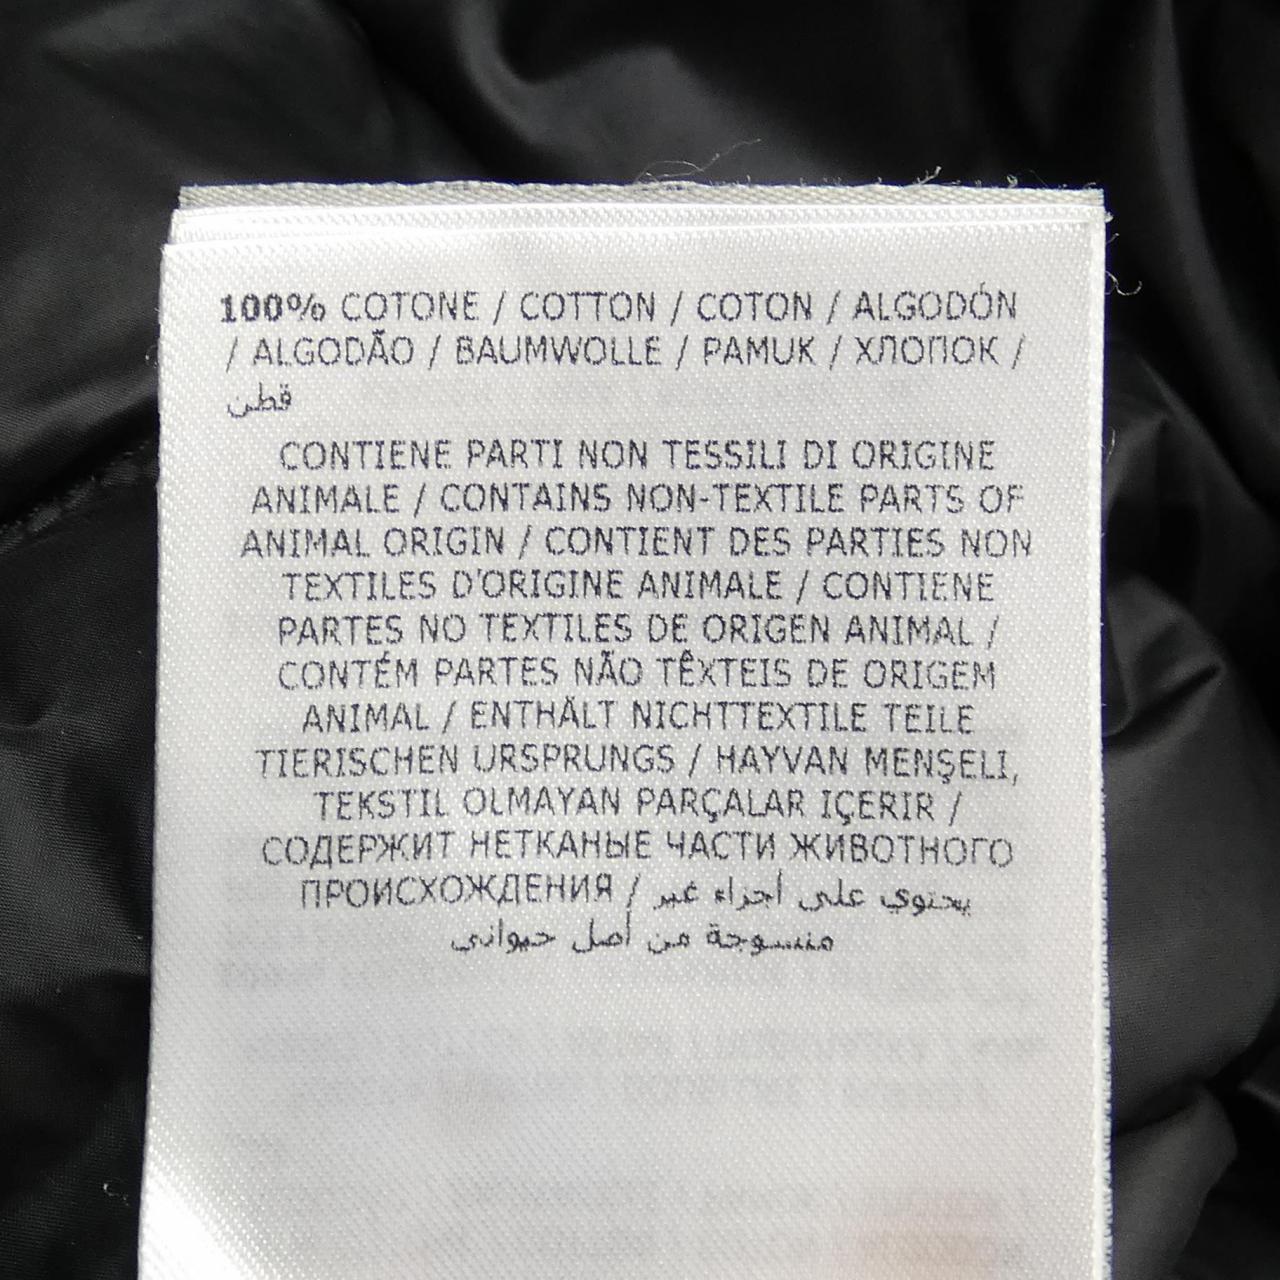 100% COTONE / COTTON / COTON / ALGODÓN
/ ALGODÃO / BAUMWOLLE / PAMUK / ХЛОПОК /
قطن
CONTIENE PARTI NON TESSILI DI ORIGINE
ANIMALE / CONTAINS NON-TEXTILE PARTS OF
ANIMAL ORIGIN / CONTIENT DES PARTIES NON
TEXTILES D'ORIGINE ANIMALE / CONTIENE
PARTES NO TEXTILES DE ORIGEN ANIMAL /
CONTÉM PARTES NÃO TÊXTEIS DE ORIGEM
ANIMAL / ENTHÄLT NICHTTEXTILE TEILE
TIERISCHEN URSPRUNGS / HAYVAN MENŞELI,
TEKSTIL OLMAYAN PARÇALAR IÇERIR /
СОДЕРЖИТ НЕТКАНЫЕ ЧАСТИ ЖИВОТНОГО
ПРОИСХОЖДЕНИЯ / يحتوي على أجزاء غير
منسوجة من أصل حيواني